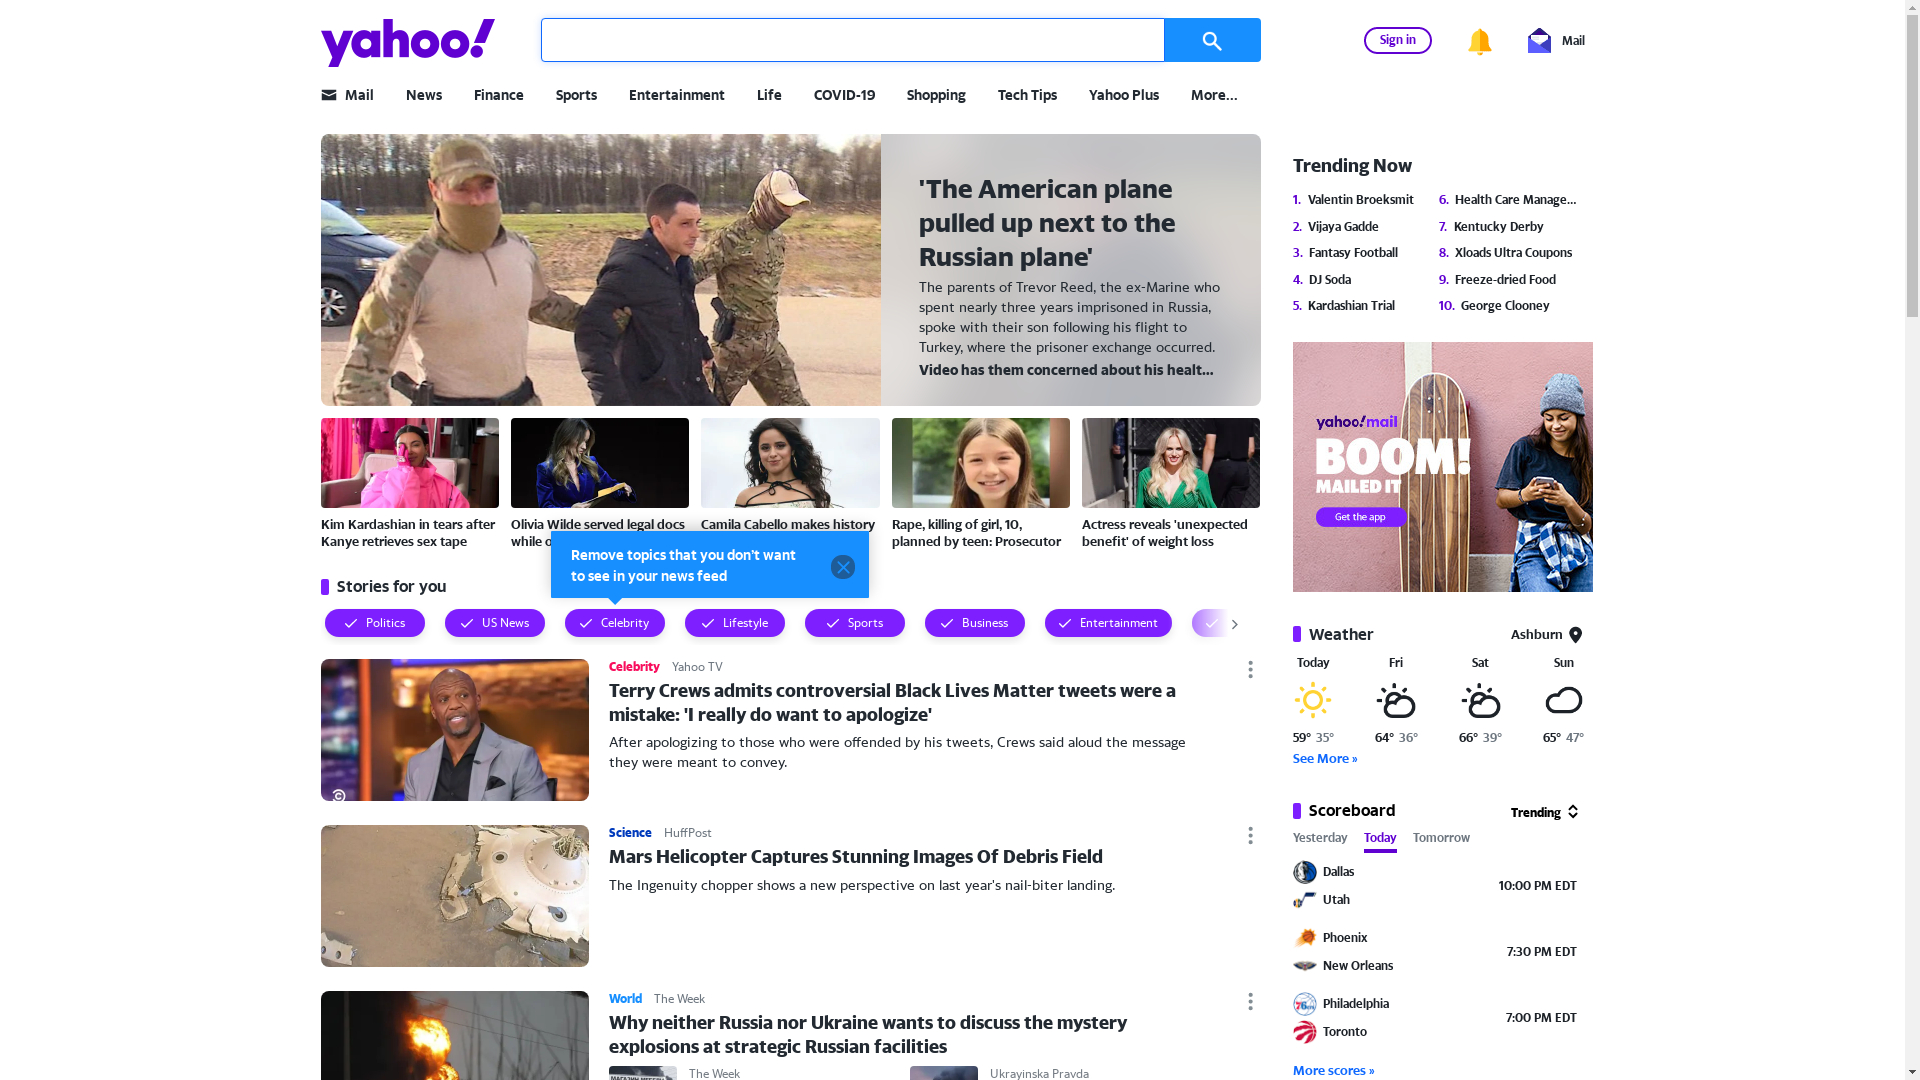 yahoo!
Sign in
Mail
Mail
News
Finance
Sports
Entertainment
Life
COVID-19
Shopping
Tech Tips
Yahoo Plus
More...
'The American plane
pulled up next to the
Russian plane'
The parents of Trevor Reed, the ex-Marine who
spent nearly three years imprisoned in Russia,
spoke with their son following his flight to
Turkey, where the prisoner exchange occurred.
Video has them concerned about his healt...
Kim Kardashian in tears after
Kanye retrieves sex tape
Olivia Wilde served legal docs
while
Camila Cabello makes history
Rape, killing of girl, 10,
planned by teen: Prosecutor
Actress reveals 'unexpected
benefit' of weight loss
Remove topics that you don't want
to see in your news feed
Stories for you
Politics
US News
Celebrity
Lifestyle
Sports
Business
Entertainment
Celebrity Yahoo TV
Terry Crews admits controversial Black Lives Matter tweets were a
mistake: 'I really do want to apologize'
After apologizing to those who were offended by his tweets, Crews said aloud the message
they were meant to convey.
Science HuffPost
Mars Helicopter Captures Stunning Images Of Debris Field
The Ingenuity chopper shows a new perspective on last year's nail-biter landing.
World The Week
Why neither Russia nor Ukraine wants to discuss the mystery
explosions at strategic Russian facilities
The Week
Ukrayinska Pravda
Trending Now
1. Valentin Broeksmit
2. Vijaya Gadde
3. Fantasy Football
4. DJ Soda
5. Kardashian Trial
6. Health Care Manage...
7. Kentucky Derby
8. Xloads Ultra Coupons
9. Freeze-dried Food
10. George Clooney
yahoo!mail
BOOM!
MAILED IT
Get the app
Weather
Ashburn
Today Fri Sat Sun
59° 35° 64° 36° 66° 39° 65° 47°
See More »
Scoreboard
Trending
Yesterday Today Tomorrow
Dallas
Utah
10:00 PM EDT
Phoenix
New Orleans
7:30 PM EDT
Philadelphia
Toronto
7:00 PM EDT
More scores »